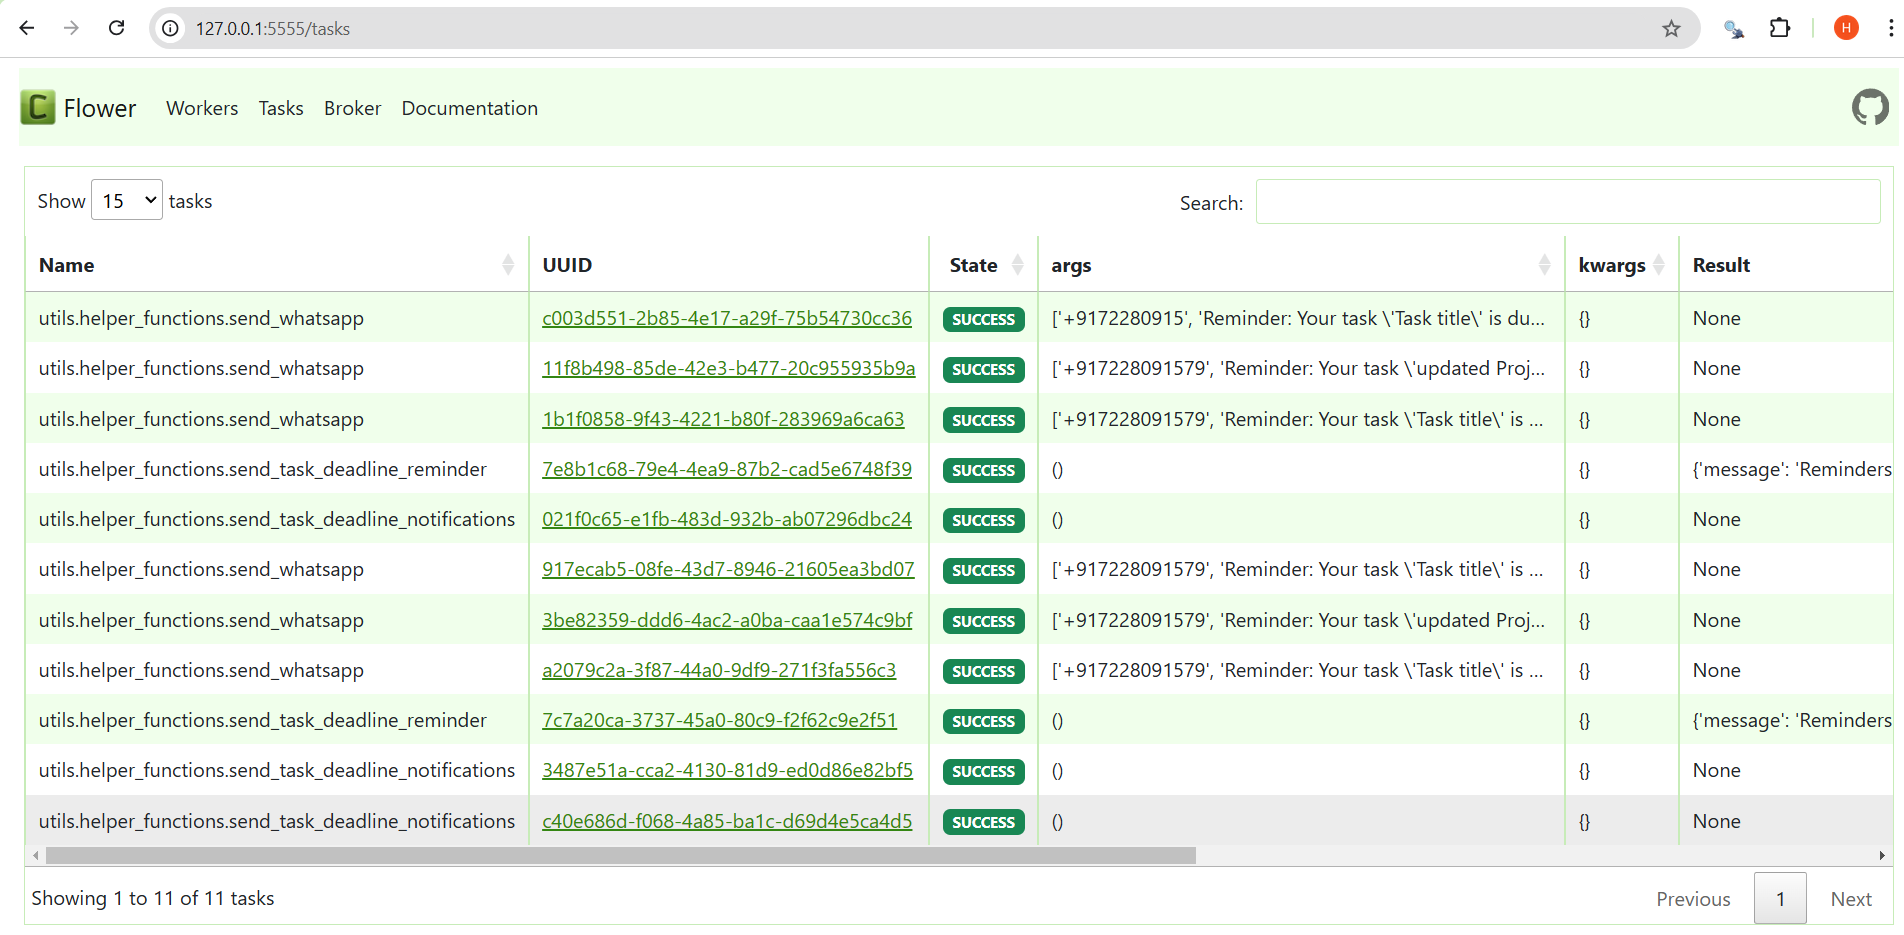 127.0.0.1:5555/tasks
H
C Flower Workers Tasks Broker Documentation
Show 15 tasks Search:
Name UUID State args kwargs Result
utils.helper_functions.send_whatsapp c003d551-2b85-4e17-a29f-75b54730cc36 SUCCESS ['+9172280915', 'Reminder: Your task \'Task title\' is du... {} None
utils.helper_functions.send_whatsapp 11f8b498-85de-42e3-b477-20c955935b9a SUCCESS ['+917228091579', 'Reminder: Your task \'updated Proj... {} None
utils.helper_functions.send_whatsapp 1b1f0858-9f43-4221-b80f-283969a6ca63 SUCCESS ['+917228091579', 'Reminder: Your task \'Task title\' is ... {} None
utils.helper_functions.send_task_deadline_reminder 7e8b1c68-79e4-4ea9-87b2-cad5e6748f39 SUCCESS () {} {'message': 'Reminders
utils.helper_functions.send_task_deadline_notifications 021f0c65-e1fb-483d-932b-ab07296dbc24 SUCCESS () {} None
utils.helper_functions.send_whatsapp 917ecab5-08fe-43d7-8946-21605ea3bd07 SUCCESS ['+917228091579', 'Reminder: Your task \'Task title\' is ... {} None
utils.helper_functions.send_whatsapp 3be82359-ddd6-4ac2-a0ba-caa1e574c9bf SUCCESS ['+917228091579', 'Reminder: Your task \'updated Proj... {} None
utils.helper_functions.send_whatsapp a2079c2a-3f87-44a0-9df9-271f3fa556c3 SUCCESS ['+917228091579', 'Reminder: Your task \'Task title\' is ... {} None
utils.helper_functions.send_task_deadline_reminder 7c7a20ca-3737-45a0-80c9-f2f62c9e2f51 SUCCESS () {} {'message': 'Reminders
utils.helper_functions.send_task_deadline_notifications 3487e51a-cca2-4130-81d9-ed0d86e82bf5 SUCCESS () {} None
utils.helper_functions.send_task_deadline_notifications c40e686d-f068-4a85-ba1c-d69d4e5ca4d5 SUCCESS () {} None
Showing 1 to 11 of 11 tasks Previous 1 Next